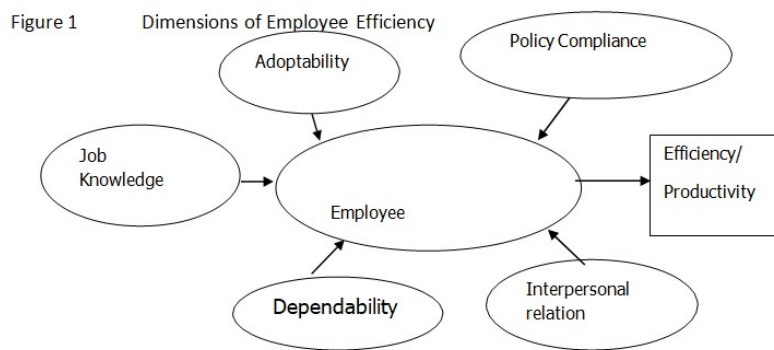 Figure 1 Dimensions of Employee Efficiency
Adoptability
Policy Compliance
Job
Knowledge
Employee
Efficiency/
Productivity
Dependability
Interpersonal
relation